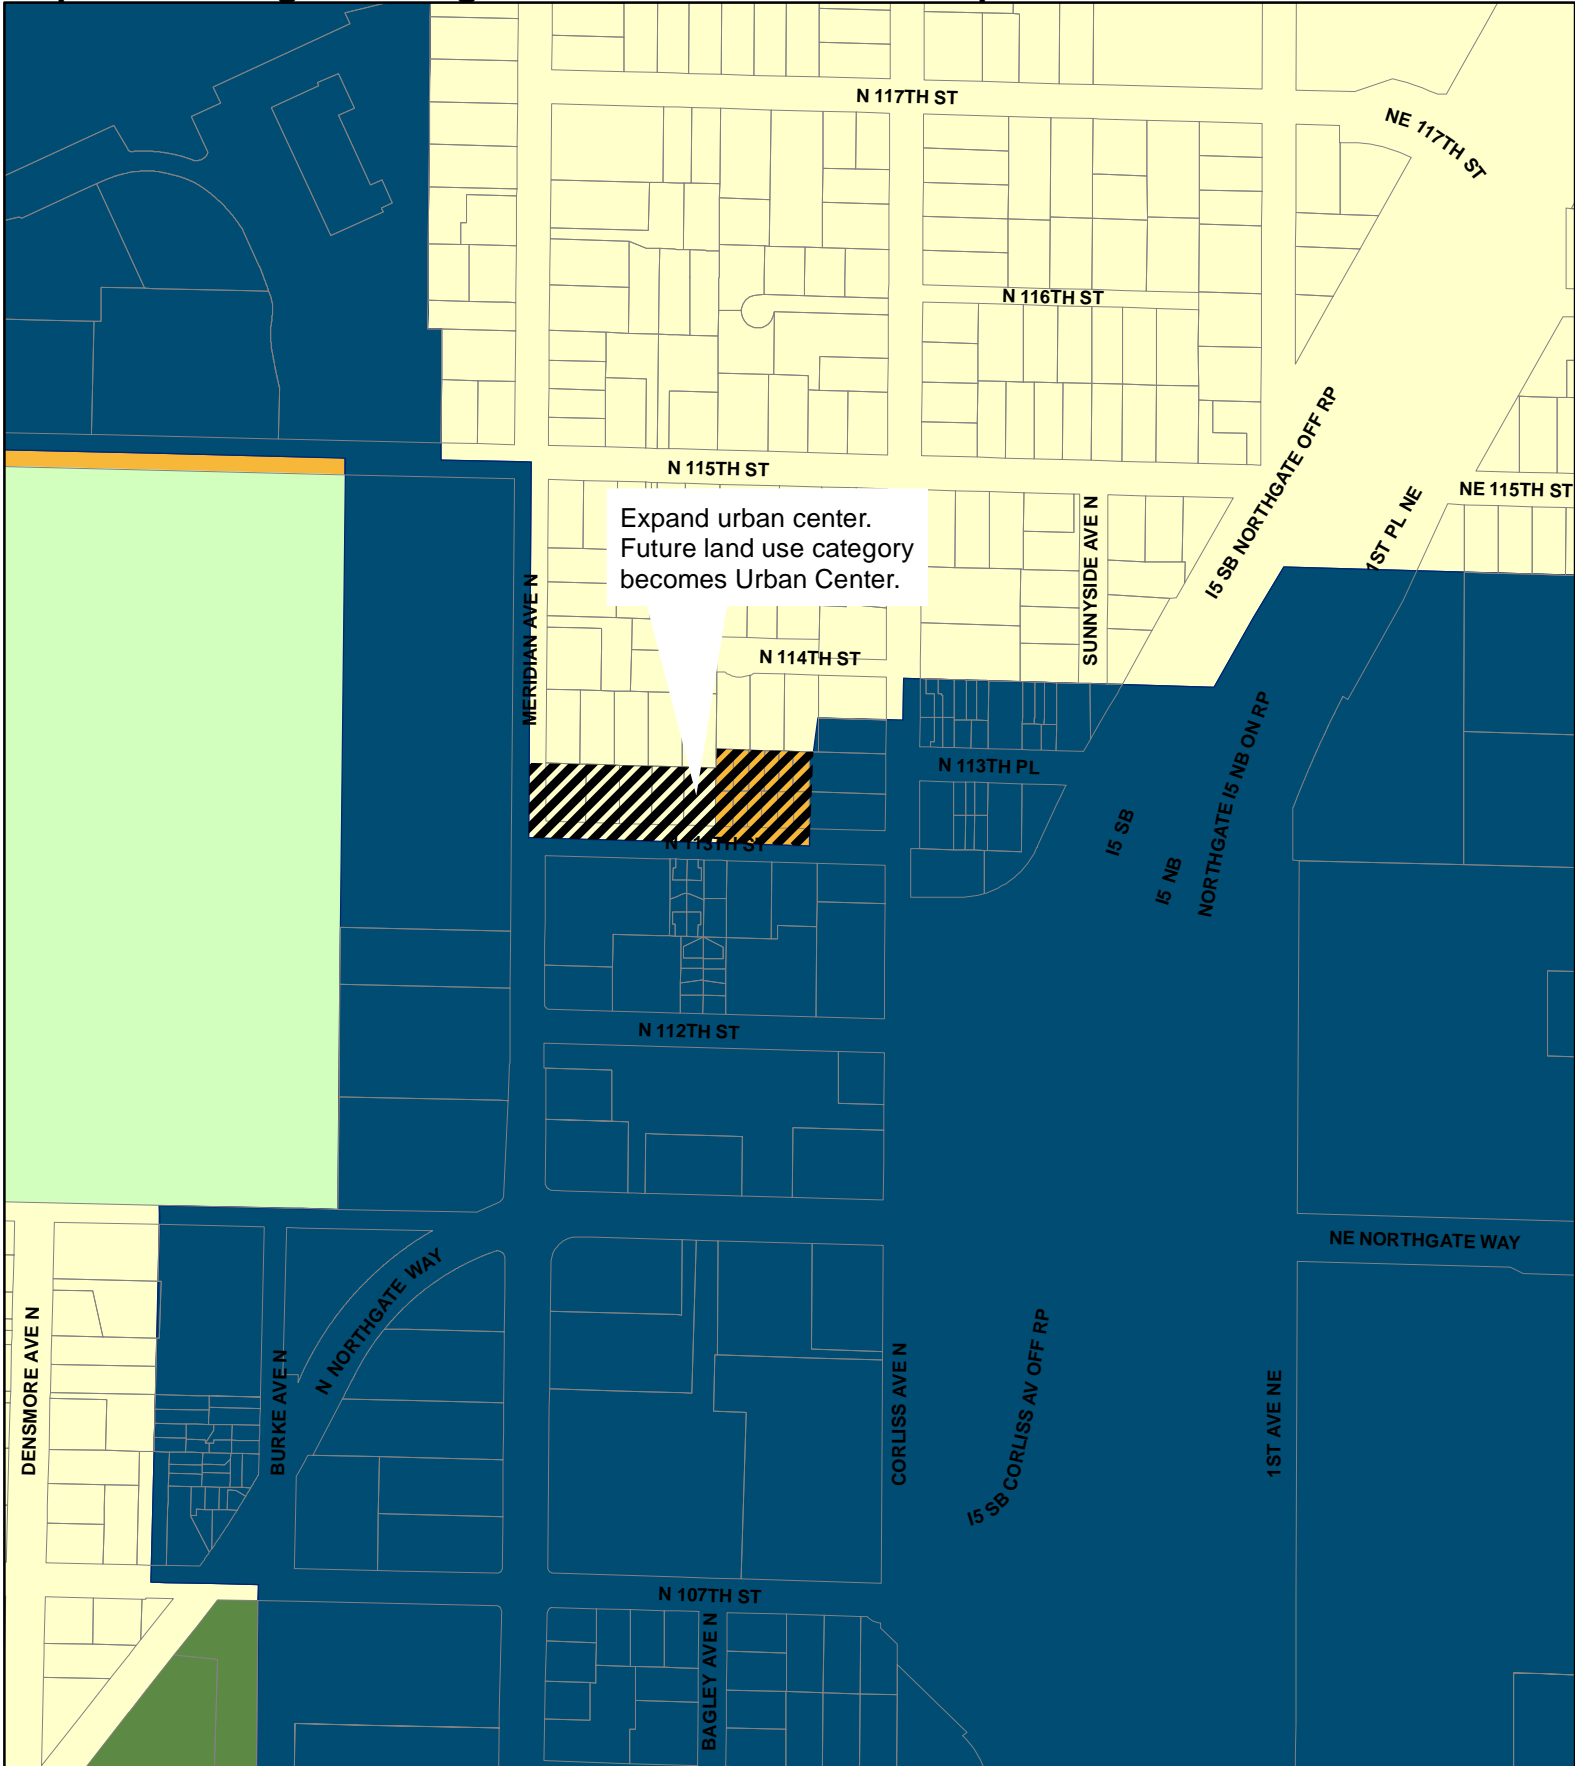 N 117TH ST
NE 117TH ST
N 116TH ST
I5 SB NORTHGATE OFF RP
N 115TH ST
NE 115TH ST
1ST PL NE
SUNNYSIDE AVE N
Expand urban center.
Future land use category
becomes Urban Center.
MERIDIAN AVE N
N 114TH ST
N 113TH PL
NORTHGATE I5 NB ON RP
I5 SB
I5 NB
N 113TH ST
N 112TH ST
NE NORTHGATE WAY
N NORTHGATE WAY
DENSMORE AVE N
BURKE AVE N
CORLISS AVE N
I5 SB CORLISS AV OFF RP
1ST AVE NE
N 107TH ST
BAGLEY AVE N